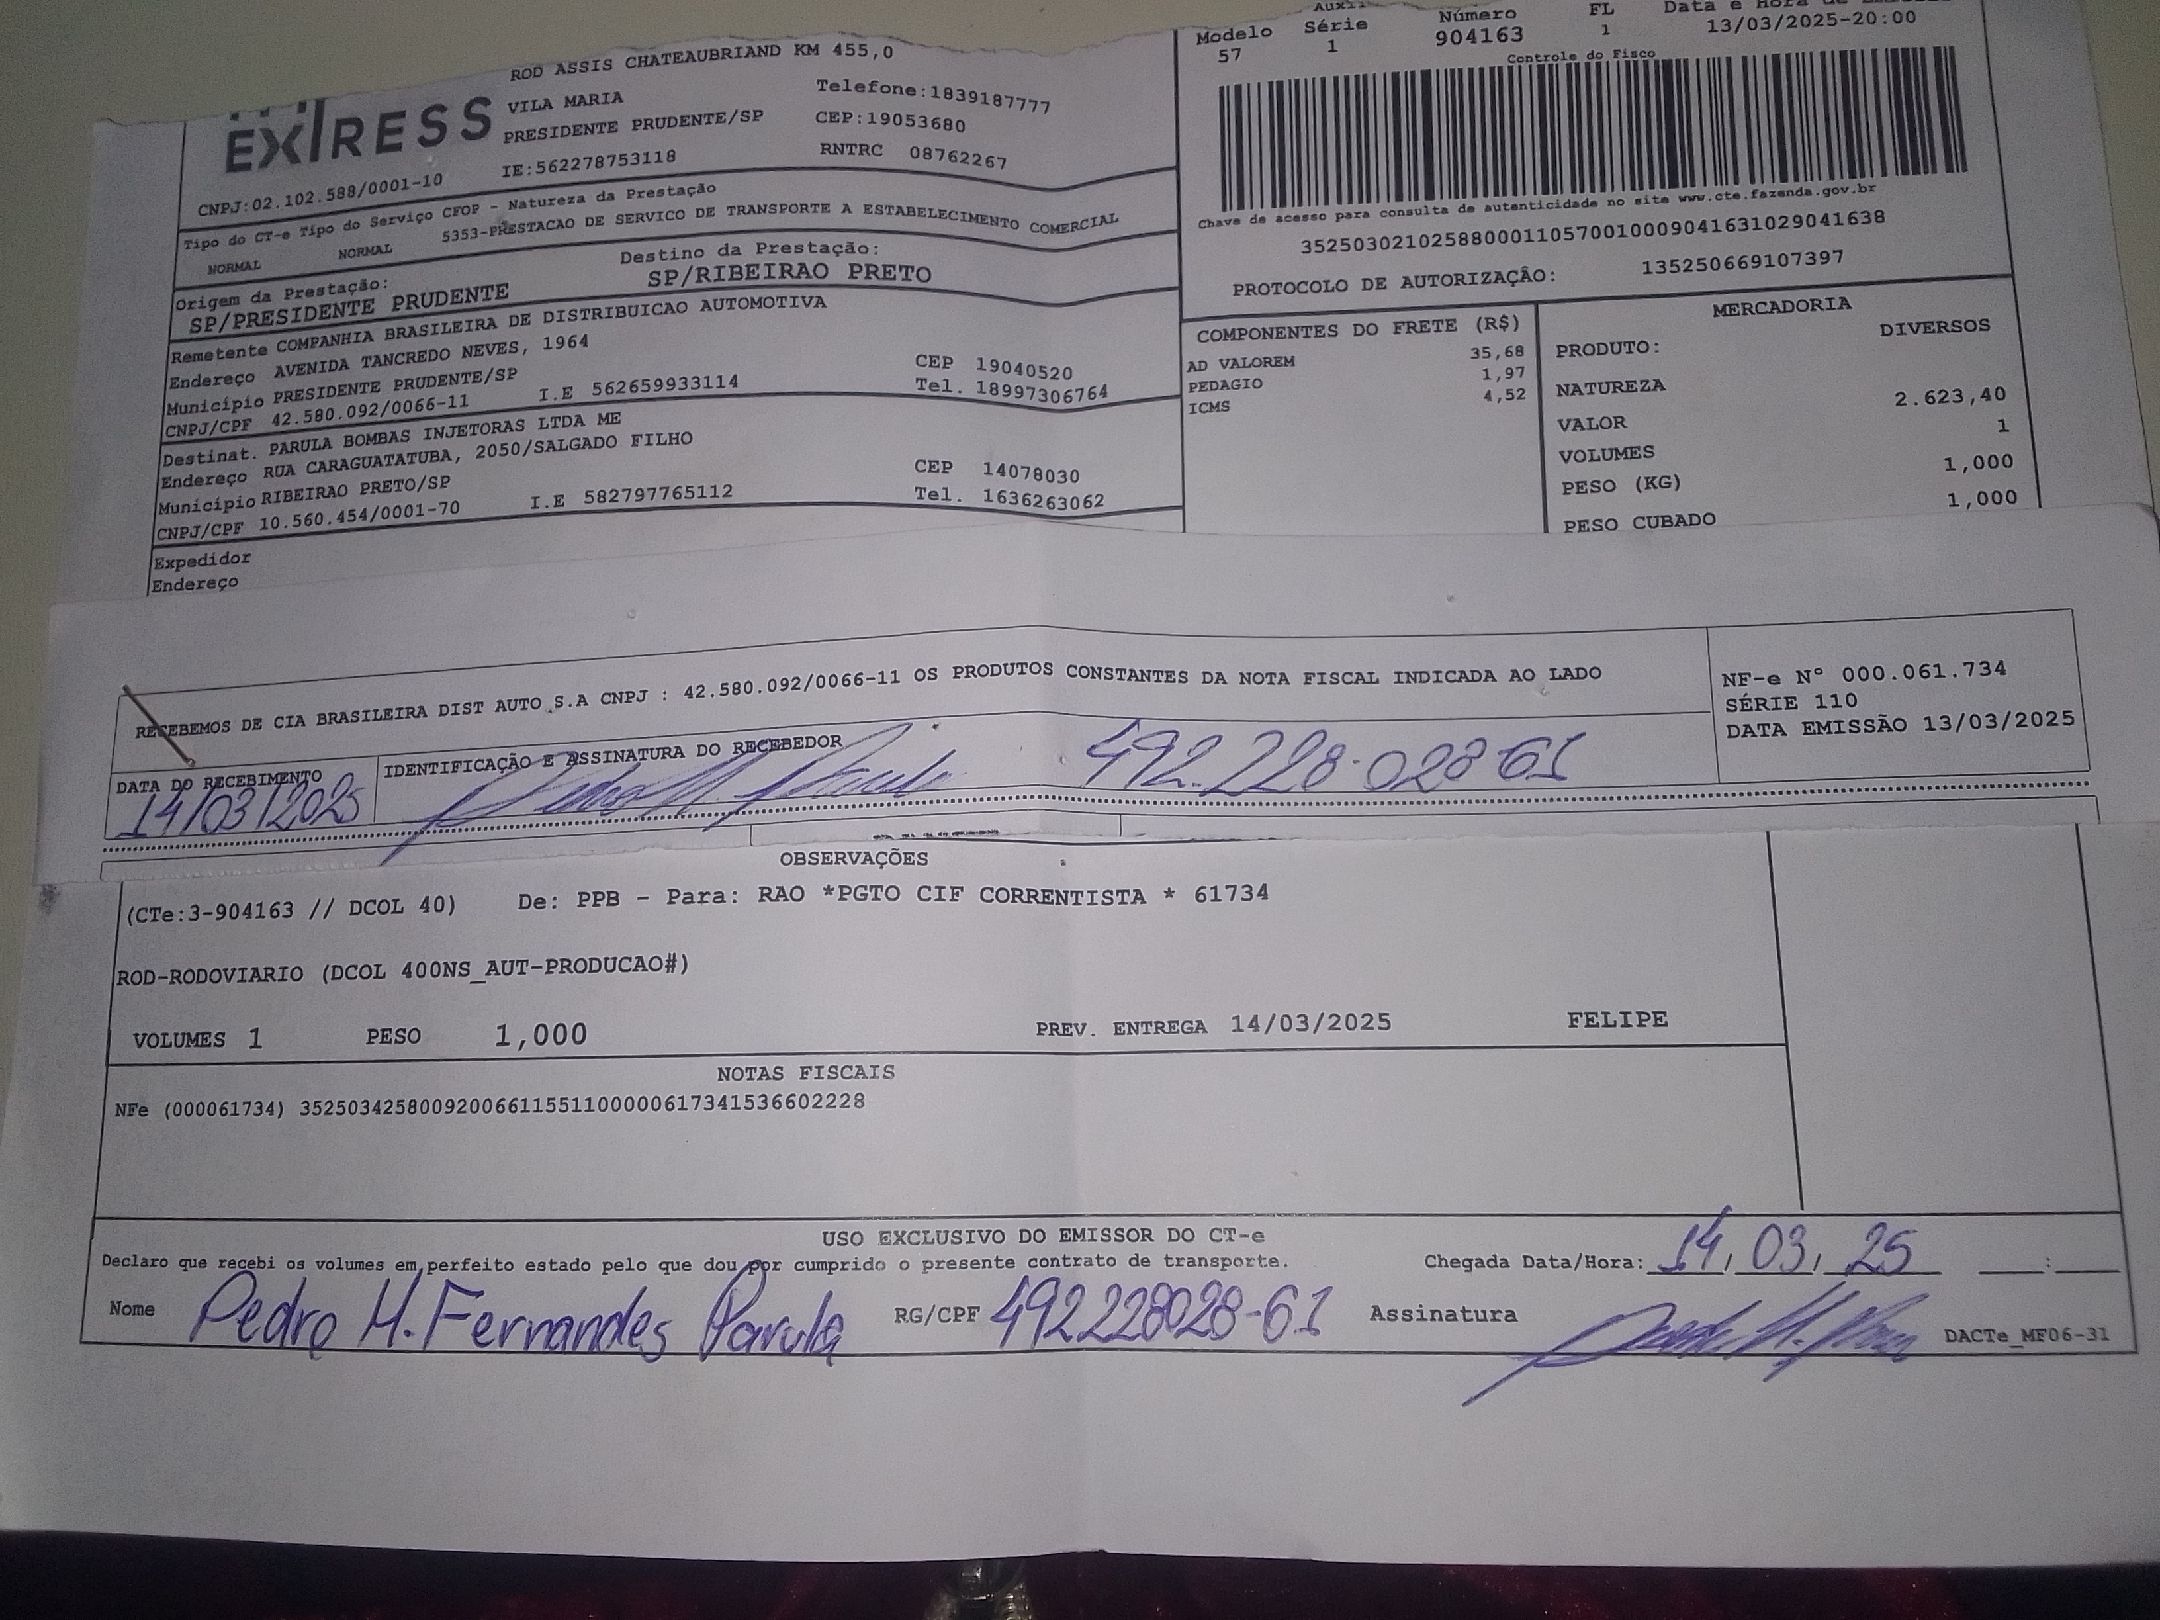 Modelo Série Número FL
57 1 904163 1 13/03/2025-20:00
Controle do Fisco
ROD ASSIS CHATEAUBRIAND KM 455,0
VILA MARIA Telefone:1839187777
EXPRESS PRESIDENTE PRUDENTE/SP CEP:19053680
IE:562278753118 RNTRC 08762267
CNPJ:02.102.588/0001-10
Tipo do CT-e Tipo do Serviço CFOP - Natureza da Prestação
NORMAL NORMAL 5353-PRESTACAO DE SERVICO DE TRANSPORTE A ESTABELECIMENTO COMERCIAL
Origem da Prestação: Destino da Prestação:
SP/PRESIDENTE PRUDENTE SP/RIBEIRAO PRETO
Remetente COMPANHIA BRASILEIRA DE DISTRIBUICAO AUTOMOTIVA
Endereço AVENIDA TANCREDO NEVES, 1964
Município PRESIDENTE PRUDENTE/SP CEP 19040520
CNPJ/CPF 42.580.092/0066-11 I.E 562659933114 Tel. 18997306764
Destinat. PARULA BOMBAS INJETORAS LTDA ME
Endereço RUA CARAGUATATUBA, 2050/SALGADO FILHO
Município RIBEIRAO PRETO/SP CEP 14078030
CNPJ/CPF 10.560.454/0001-70 I.E 582797765112 Tel. 1636263062
Expedidor
Endereço
Chave de acesso para consulta de autenticidade no site www.cte.fazenda.gov.br
35250302102588000110570010009041631029041638
PROTOCOLO DE AUTORIZAÇÂO: 135250669107397
COMPONENTES DO FRETE (R$)
AD VALOREM 35,68
PEDAGIO 1,97
ICMS 4,52
MERCADORIA
PRODUTO: DIVERSOS
NATUREZA
VALOR 2.623,40
VOLUMES 1
PESO (KG) 1,000
PESO CUBADO 1,000
RECEBEMOS DE CIA BRASILEIRA DIST AUTO S.A CNPJ : 42.580.092/0066-11 OS PRODUTOS CONSTANTES DA NOTA FISCAL INDICADA AO LADO
NF-e N° 000.061.734
SÉRIE 110
DATA EMISSÃO 13/03/2025
DATA DO RECEBIMENTO IDENTIFICAÇÃO E ASSINATURA DO RECEBEDOR
14/03/2025 492.228.028-61
OBSERVAÇÕES
(CTe:3-904163 // DCOL 40) De: PPB - Para: RAO *PGTO CIF CORRENTISTA * 61734
ROD-RODOVIARIO (DCOL 400NS_AUT-PRODUCAO#)
VOLUMES 1 PESO 1,000 PREV. ENTREGA 14/03/2025 FELIPE
NOTAS FISCAIS
NFe (000061734) 35250342580092006611551100000617341536602228
USO EXCLUSIVO DO EMISSOR DO CT-e
Declaro que recebi os volumes em perfeito estado pelo que dou por cumprido o presente contrato de transporte. Chegada Data/Hora: 14, 03, 25 :
Nome Pedro H. Fernandes Parula RG/CPF 492228028-61 Assinatura
DACTe_MF06-31